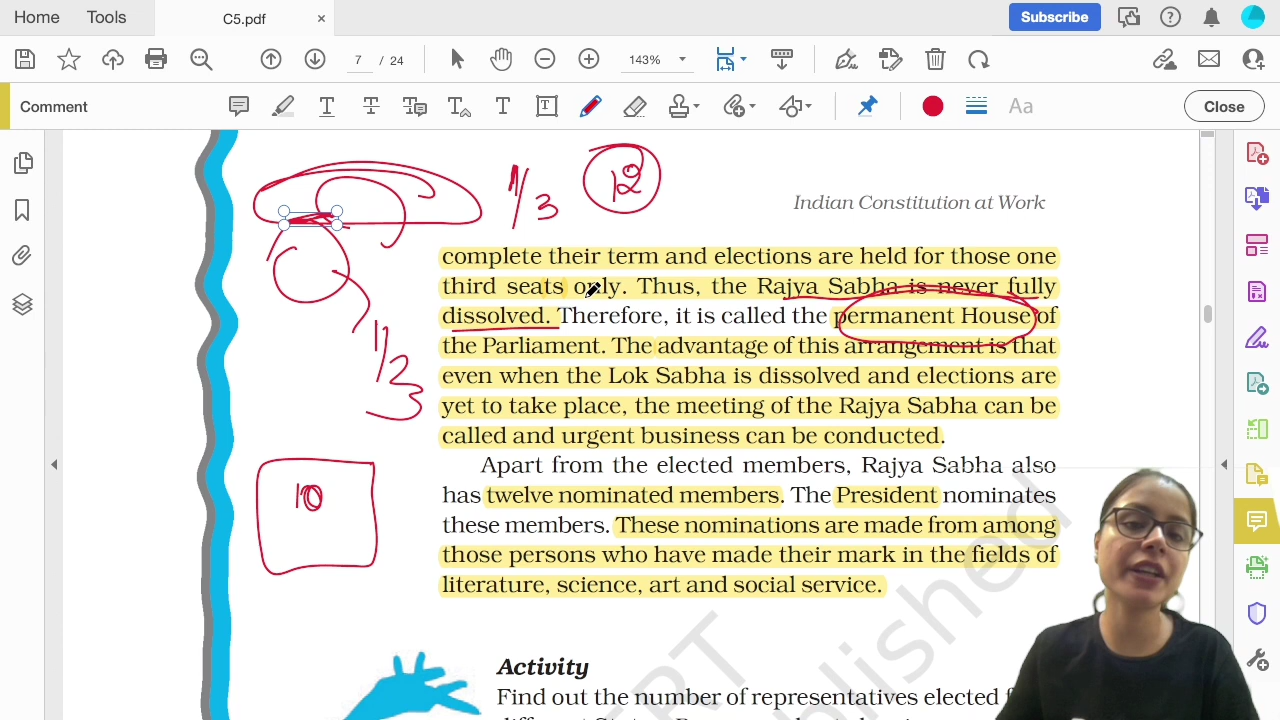 Home Tools C5.pdf × Subscribe
7 / 24 143%
Comment Aa Close
1/3 12
Indian Constitution at Work
complete their term and elections are held for those one
third seats only. Thus, the Rajya Sabha is never fully
dissolved. Therefore, it is called the permanent House of
the Parliament. The advantage of this arrangement is that
even when the Lok Sabha is dissolved and elections are
yet to take place, the meeting of the Rajya Sabha can be
called and urgent business can be conducted.
Apart from the elected members, Rajya Sabha also
has twelve nominated members. The President nominates
these members. These nominations are made from among
those persons who have made their mark in the fields of
literature, science, art and social service.
10
Activity
Find out the number of representatives elected